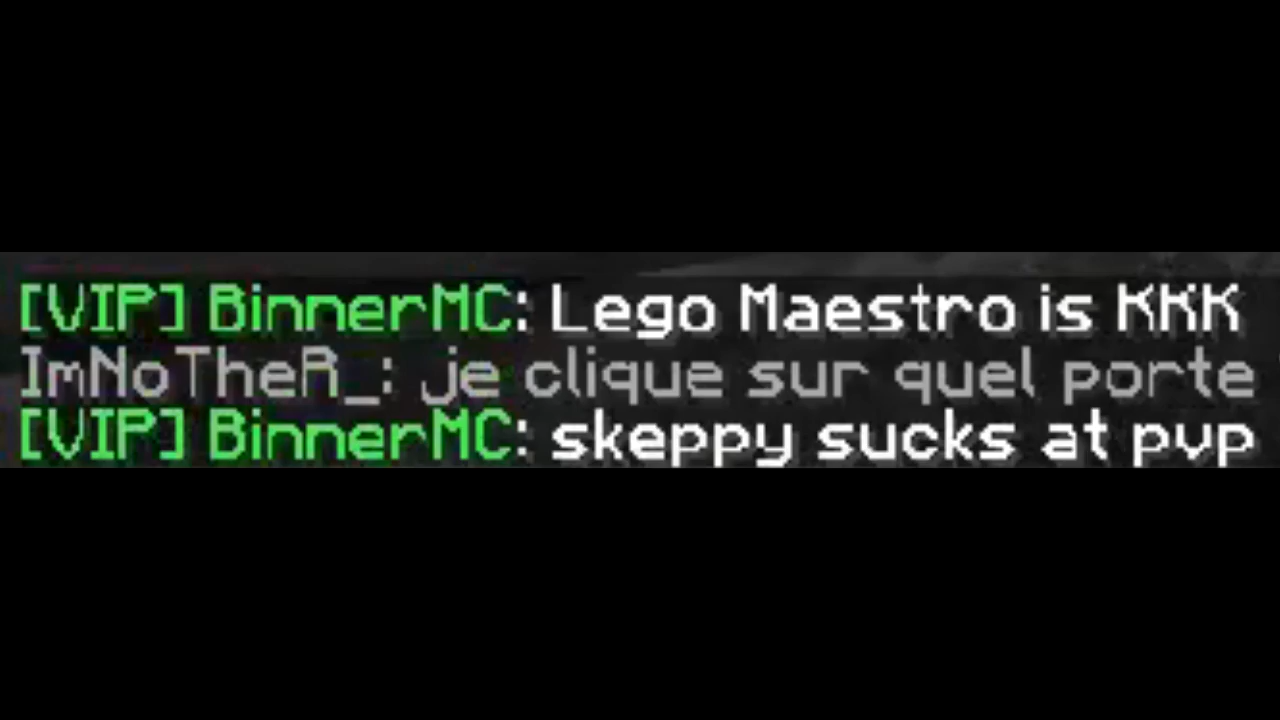 [VIP] BinnerMC: Lego Maestro is KKK
ImNoTheR_: je clique sur quel porte
[VIP] BinnerMC: skeppy sucks at pvp